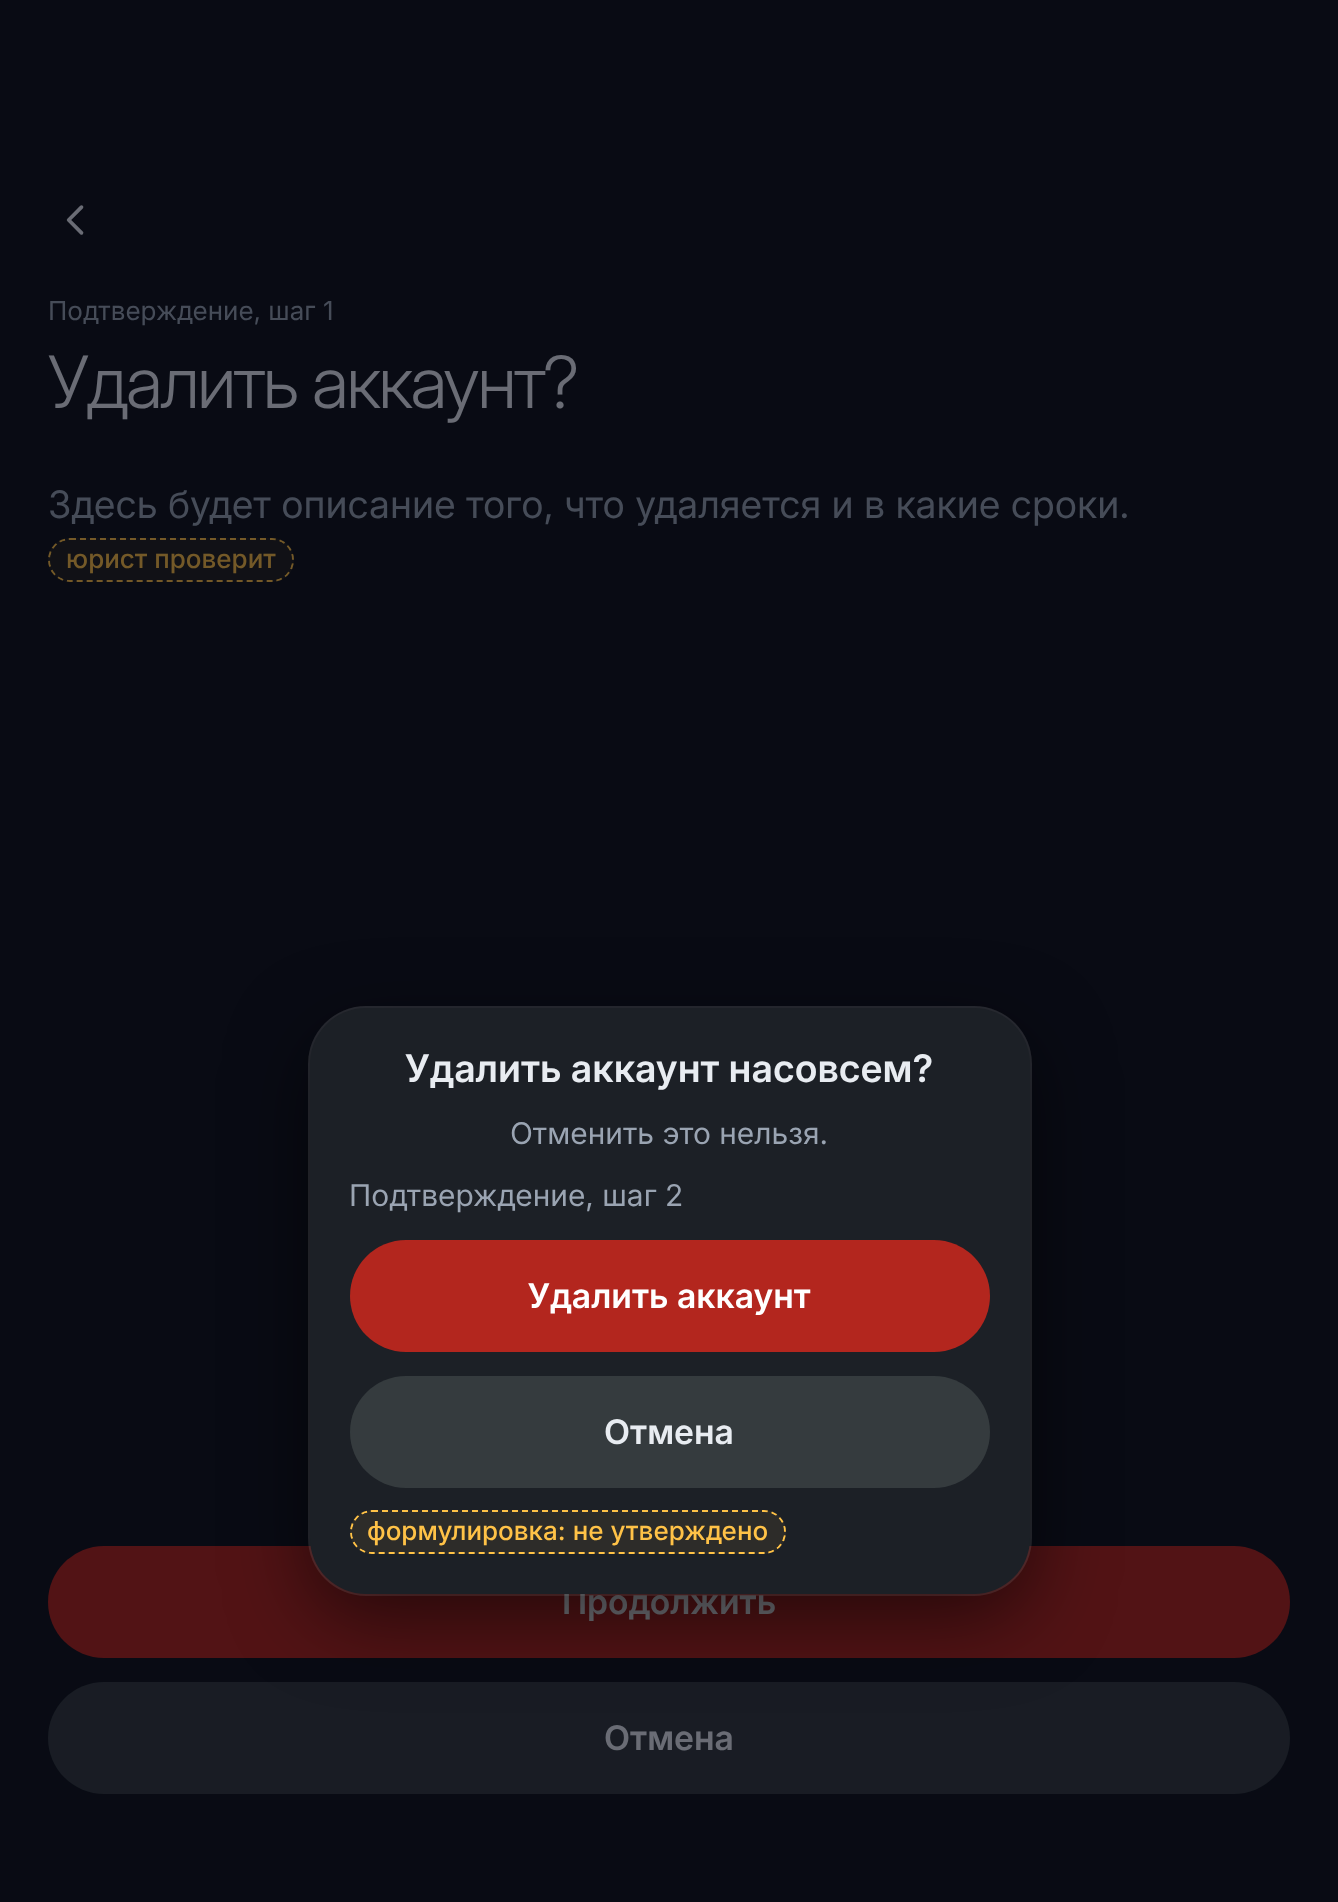 Подтверждение, шаг 1
Удалить аккаунт?
Здесь будет описание того, что удаляется и в какие сроки.
юрист проверит
Удалить аккаунт насовсем?
Отменить это нельзя.
Подтверждение, шаг 2
Удалить аккаунт
Отмена
формулировка: не утверждено
Продолжить
Отмена